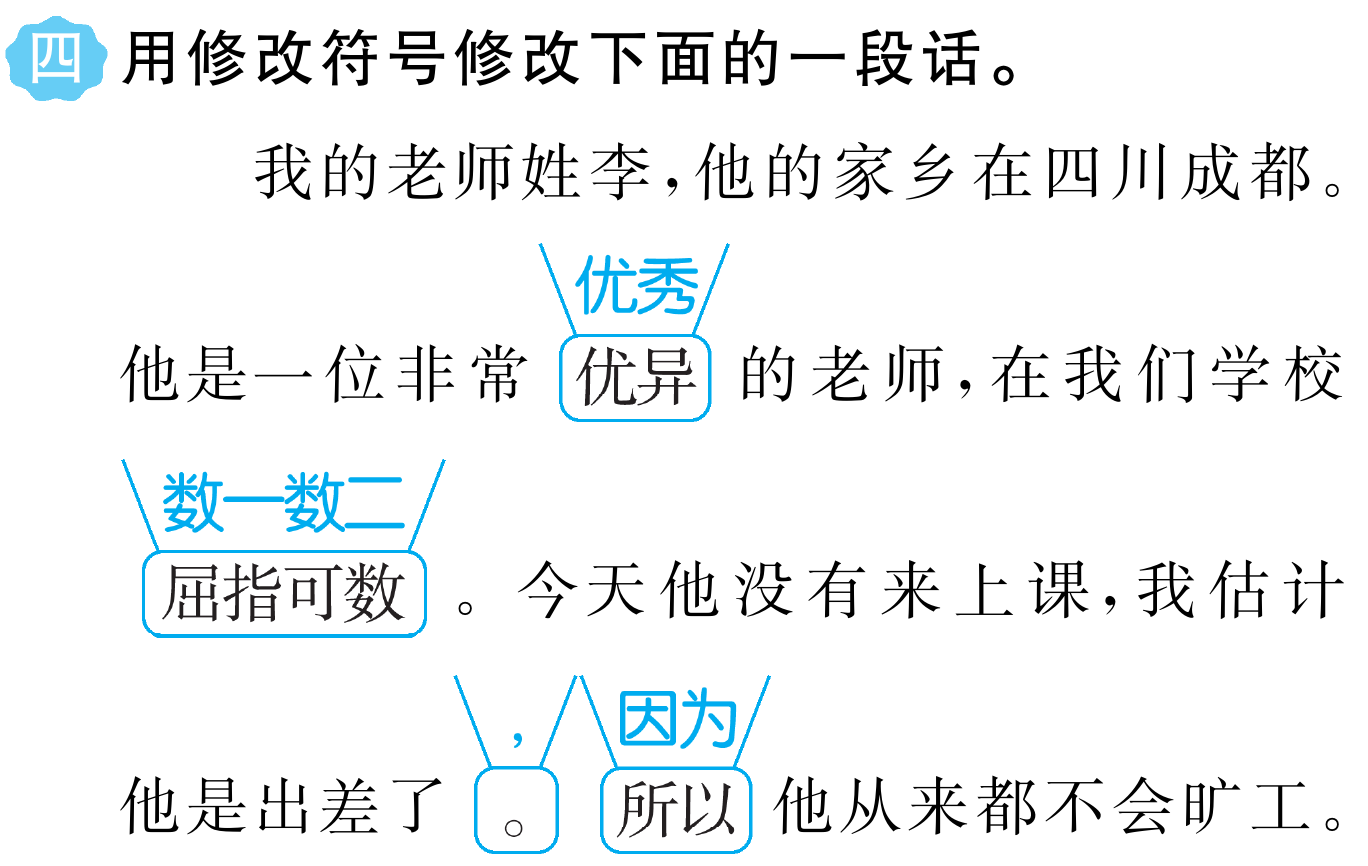 四 用修改符号修改下面的一段话。
我的老师姓李,他的家乡在四川成都。
优秀
他是一位非常优异的老师,在我们学校
数一数二
屈指可数。今天他没有来上课,我估计
, 因为
他是出差了。所以他从来都不会旷工。